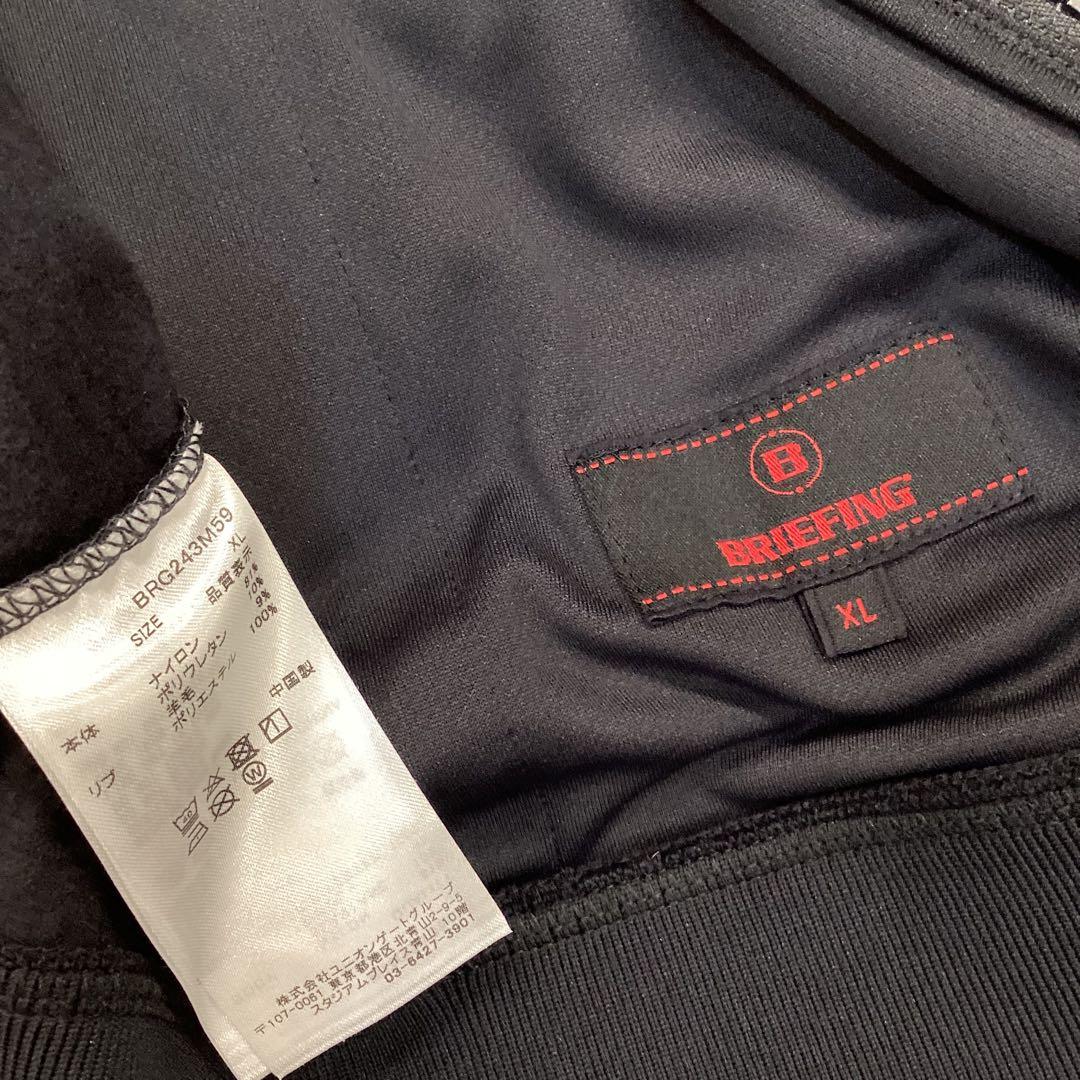 BRG243M59
SIZE XL
品質表示
本体 ナイロン 81%
ポリウレタン 10%
羊毛 9%
リブ ポリエステル 100%
中国製
40
W
株式会社ユニオンゲートグループ
〒107-0061 東京都港区北青山2-9-5
スタジアムプレイス青山 10階
03-6427-3901
B
BRIEFING
XL